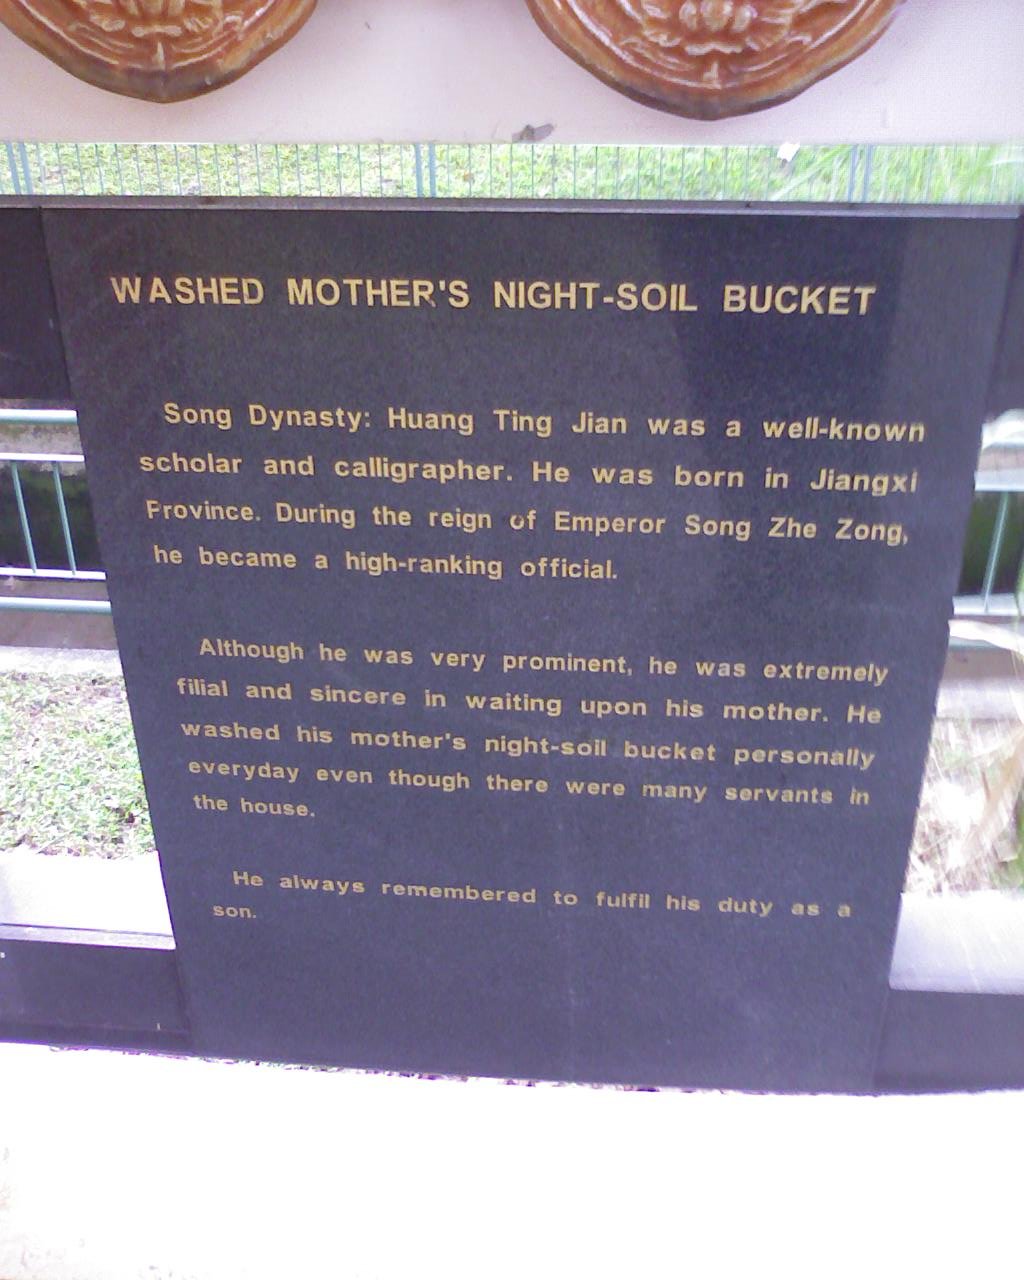 WASHED MOTHER'S NIGHT-SOIL BUCKET
Song Dynasty: Huang Ting Jian was a well-known
scholar and calligrapher. He was born in Jiangxi
Province. During the reign of Emperor Song Zhe Zong,
he became a high-ranking official.
Although he was very prominent, he was extremely
filial and sincere in waiting upon his mother. He
washed his mother's night-soil bucket personally
everyday even though there were many servants in
the house.
He always remembered to fulfil his duty as a
son.